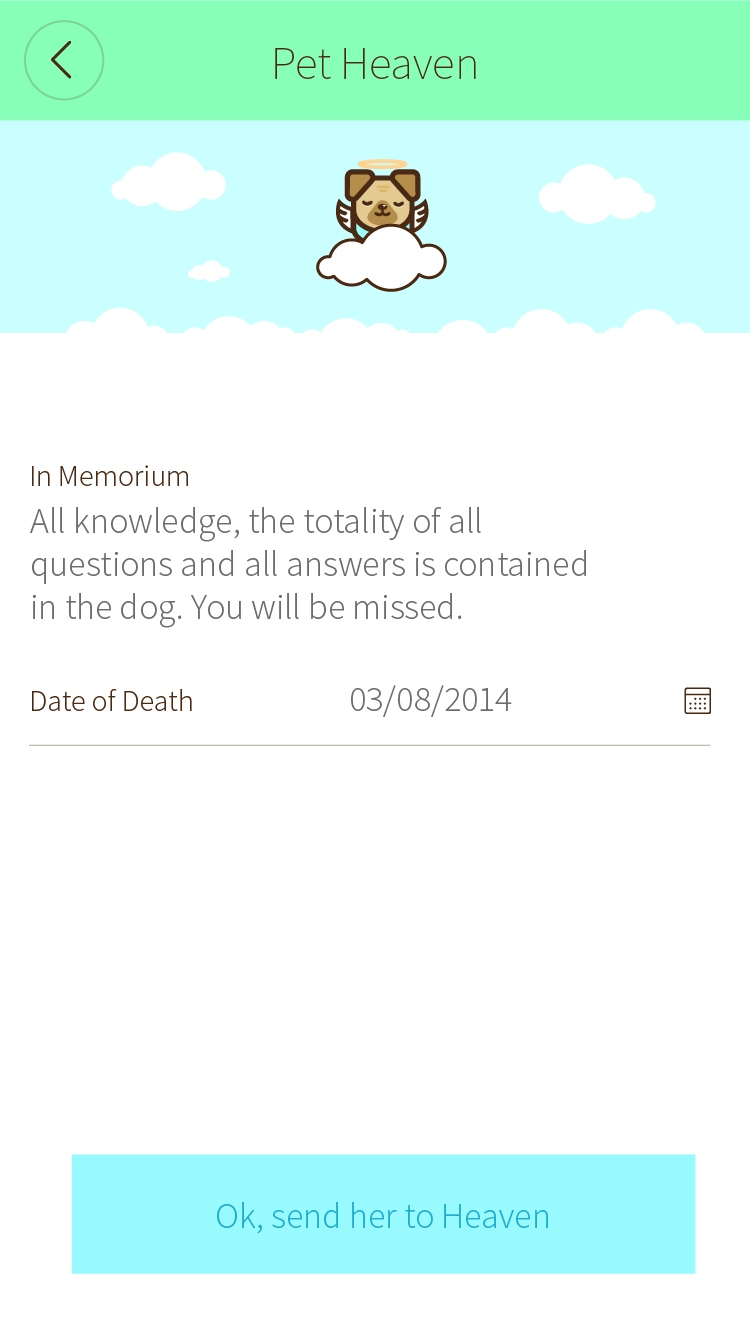 Pet Heaven
In Memorium
All knowledge, the totality of all
questions and all answers is contained
in the dog. You will be missed.
Date of Death 03/08/2014
Ok, send her to Heaven